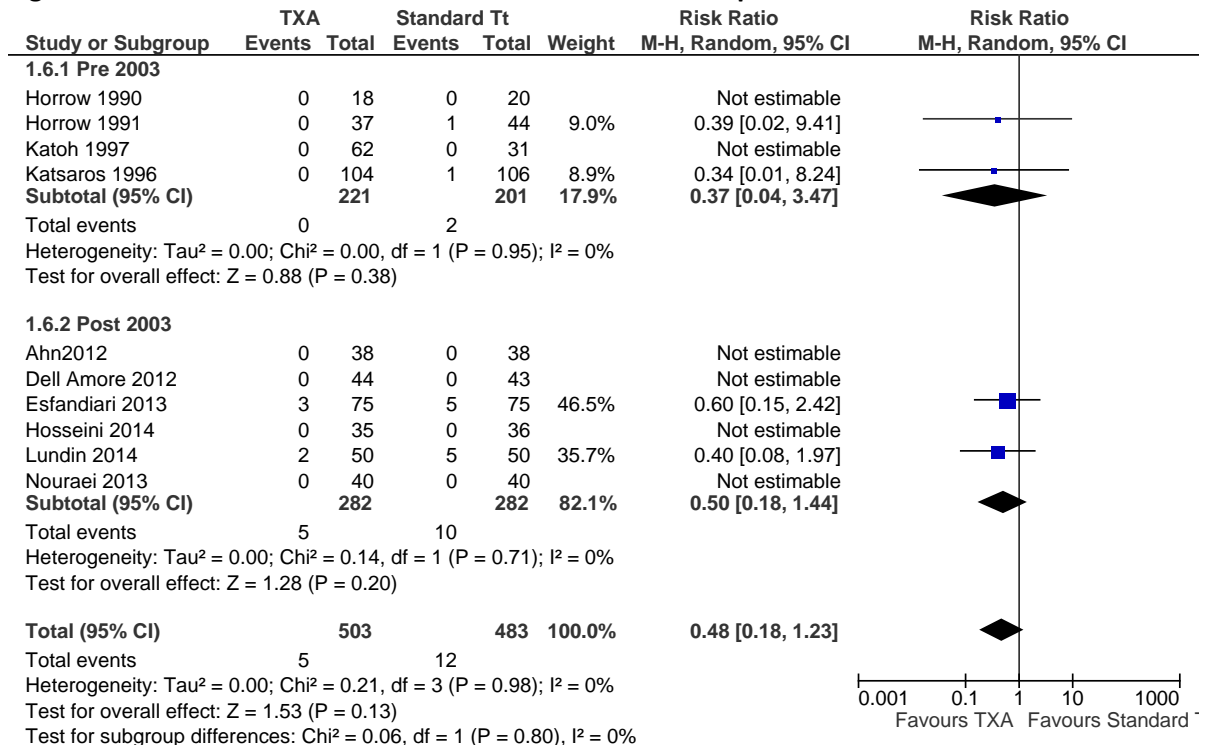 TXA Standard Tt Risk Ratio Risk Ratio
Study or Subgroup Events Total Events Total Weight M-H, Random, 95% CI M-H, Random, 95% CI
1.6.1 Pre 2003
Horrow 1990 0 18 0 20 Not estimable
Horrow 1991 0 37 1 44 9.0% 0.39 [0.02, 9.41]
Katoh 1997 0 62 0 31 Not estimable
Katsaros 1996 0 104 1 106 8.9% 0.34 [0.01, 8.24]
Subtotal (95% CI) 221 201 17.9% 0.37 [0.04, 3.47]
Total events 0 2
Heterogeneity: Tau² = 0.00; Chi² = 0.00, df = 1 (P = 0.95); I² = 0%
Test for overall effect: Z = 0.88 (P = 0.38)
1.6.2 Post 2003
Ahn2012 0 38 0 38 Not estimable
Dell Amore 2012 0 44 0 43 Not estimable
Esfandiari 2013 3 75 5 75 46.5% 0.60 [0.15, 2.42]
Hosseini 2014 0 35 0 36 Not estimable
Lundin 2014 2 50 5 50 35.7% 0.40 [0.08, 1.97]
Nouraei 2013 0 40 0 40 Not estimable
Subtotal (95% CI) 282 282 82.1% 0.50 [0.18, 1.44]
Total events 5 10
Heterogeneity: Tau² = 0.00; Chi² = 0.14, df = 1 (P = 0.71); I² = 0%
Test for overall effect: Z = 1.28 (P = 0.20)
Total (95% CI) 503 483 100.0% 0.48 [0.18, 1.23]
Total events 5 12
Heterogeneity: Tau² = 0.00; Chi² = 0.21, df = 3 (P = 0.98); I² = 0%
Test for overall effect: Z = 1.53 (P = 0.13)
Test for subgroup differences: Chi² = 0.06, df = 1 (P = 0.80), I² = 0%
0.001 0.1 1 10 1000
Favours TXA Favours Standard